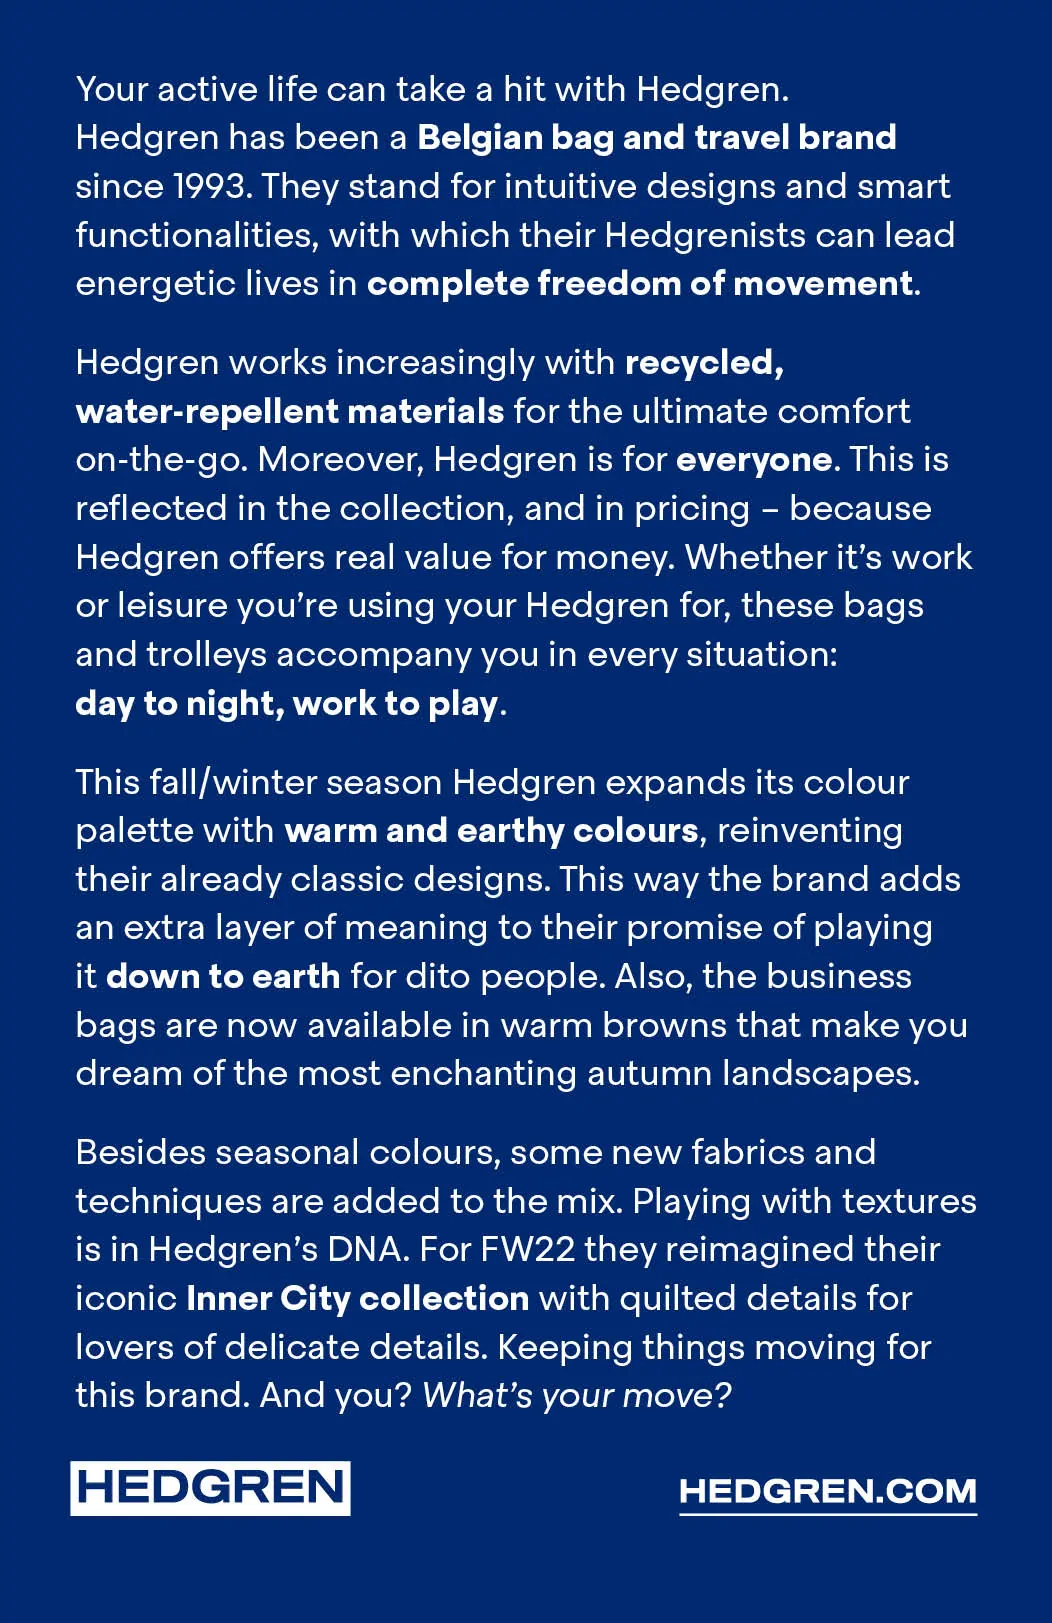 Your active life can take a hit with Hedgren.
Hedgren has been a Belgian bag and travel brand
since 1993. They stand for intuitive designs and smart
functionalities, with which their Hedgrenists can lead
energetic lives in complete freedom of movement.
Hedgren works increasingly with recycled,
water-repellent materials for the ultimate comfort
on-the-go. Moreover, Hedgren is for everyone. This is
reflected in the collection, and in pricing – because
Hedgren offers real value for money. Whether it's work
or leisure you're using your Hedgren for, these bags
and trolleys accompany you in every situation:
day to night, work to play.
This fall/winter season Hedgren expands its colour
palette with warm and earthy colours, reinventing
their already classic designs. This way the brand adds
an extra layer of meaning to their promise of playing
it down to earth for dito people. Also, the business
bags are now available in warm browns that make you
dream of the most enchanting autumn landscapes.
Besides seasonal colours, some new fabrics and
techniques are added to the mix. Playing with textures
is in Hedgren's DNA. For FW22 they reimagined their
iconic Inner City collection with quilted details for
lovers of delicate details. Keeping things moving for
this brand. And you? What's your move?
HEDGREN
HEDGREN.COM